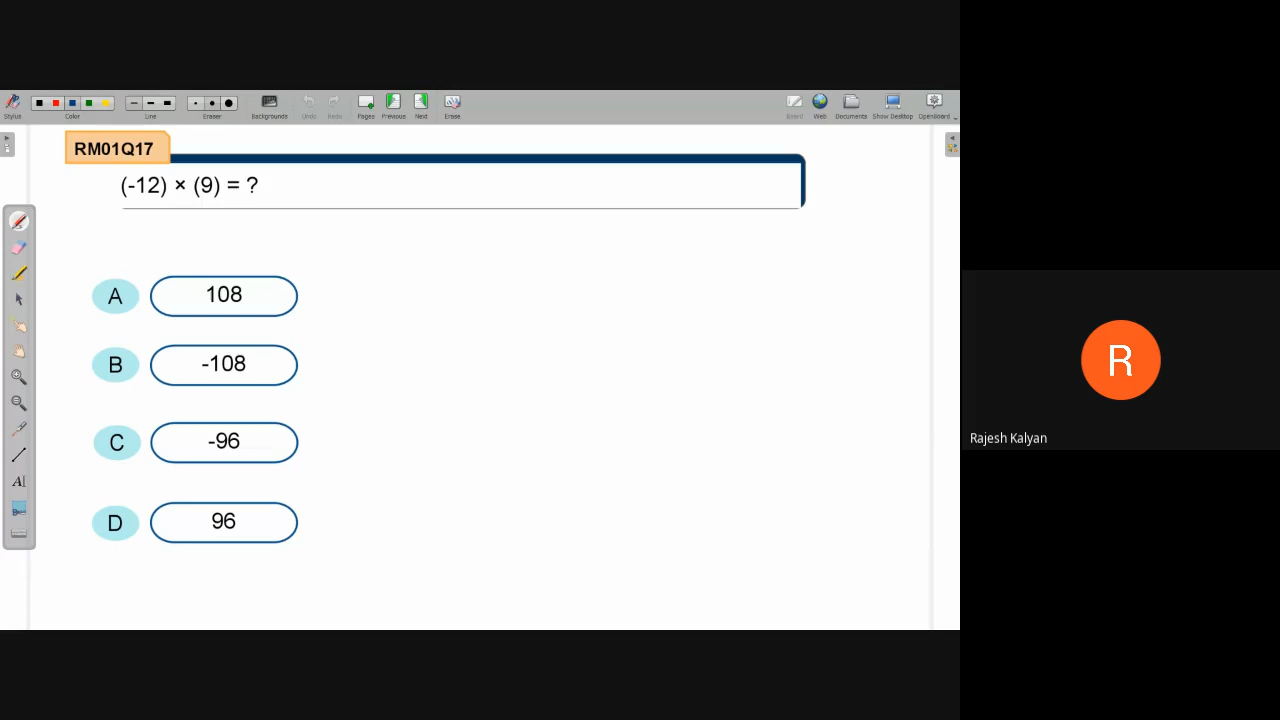 Stylus Color Line Eraser Backgrounds Undo Redo Pages Previous Next Erase Board Web Documents Show Desktop OpenBoard
RM01Q17
(-12) × (9) = ?
A 108
B -108
C -96
D 96
R
Rajesh Kalyan